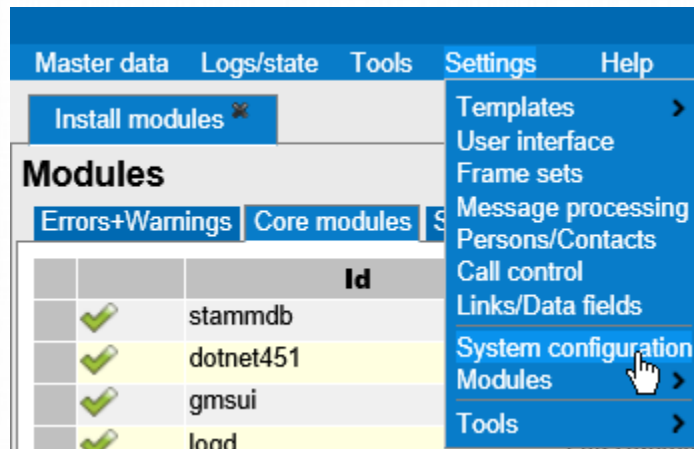 Master data Logs/state Tools Settings Help
Install modules
Templates
User interface
Modules
Frame sets
Errors+Warnings Core modules S
Message processing
Persons/Contacts
Id
Call control
stammdb
Links/Data fields
dotnet451
System configuration
gmsui
Modules
logd
Tools